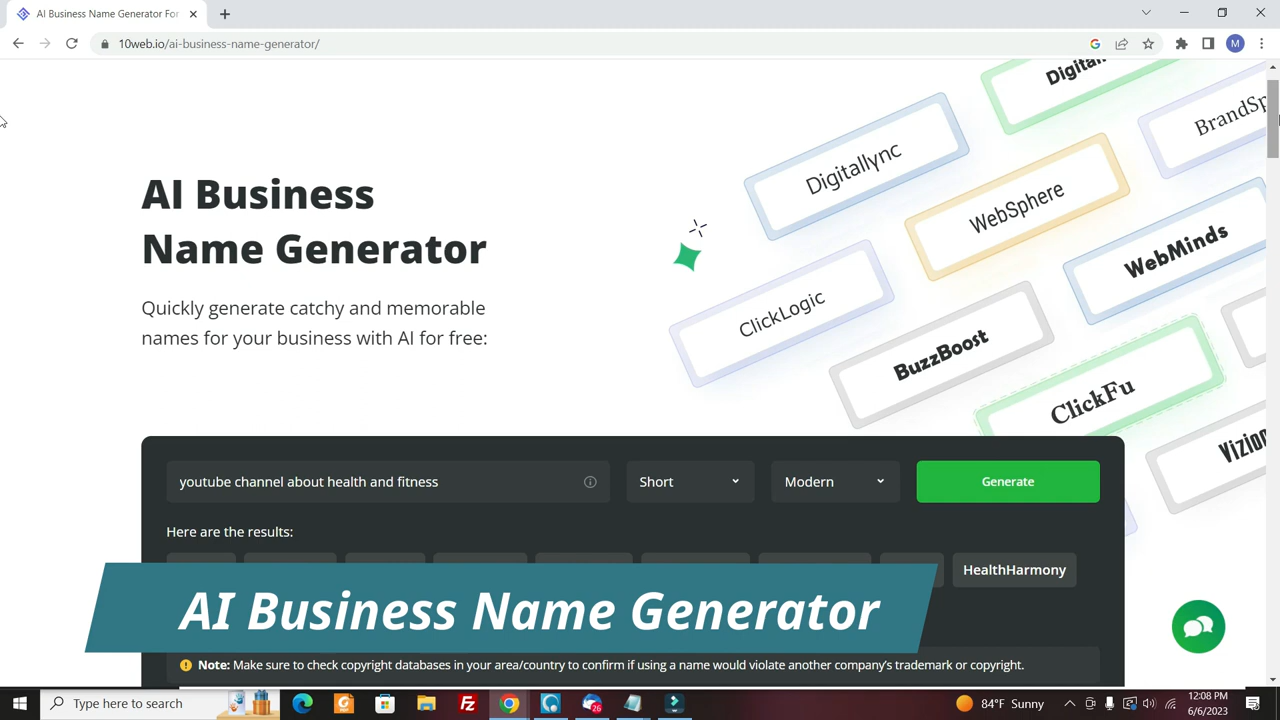 AI Business Name Generator For
10web.io/ai-business-name-generator/
M
Digital
BrandSp
Digitallync
WebSphere
WebMinds
ClickLogic
BuzzBoost
ClickFu
Vizion
AI Business
Name Generator
Quickly generate catchy and memorable
names for your business with AI for free:
youtube channel about health and fitness
Short
Modern
Generate
Here are the results:
HealthHarmony
AI Business Name Generator
Note: Make sure to check copyright databases in your area/country to confirm if using a name would violate another company's trademark or copyright.
Type here to search
26
84°F Sunny
12:08 PM
6/6/2023